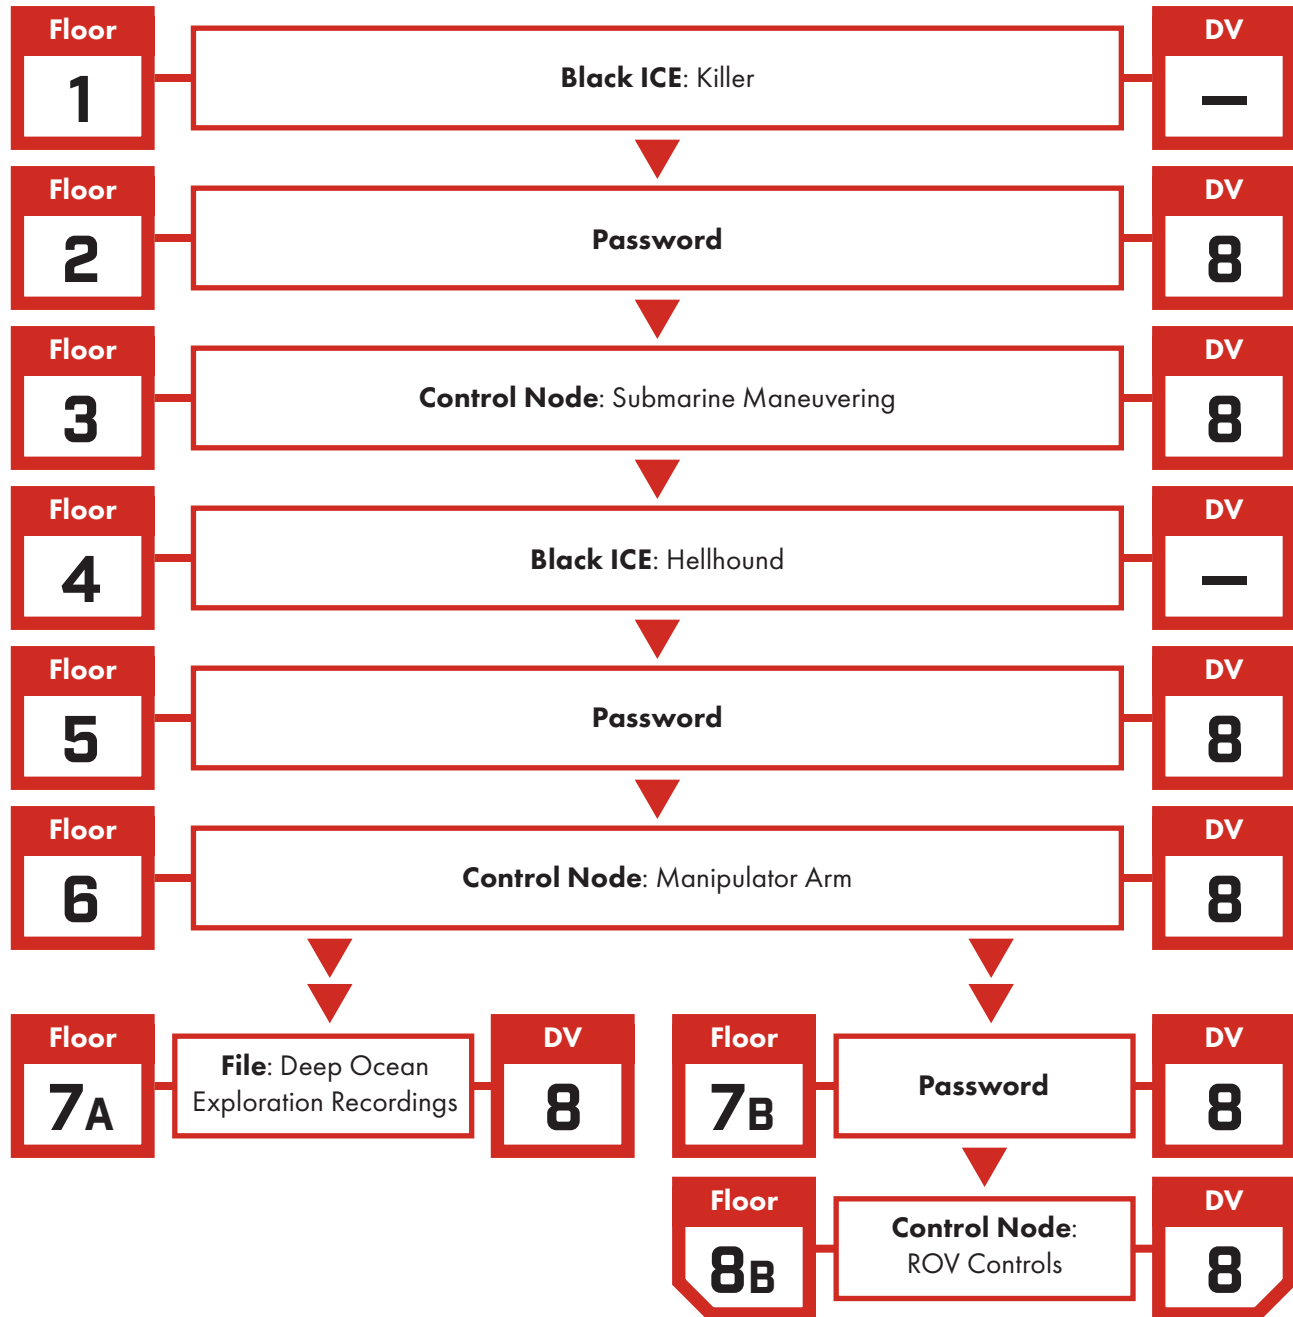 Floor
DV
1
Black ICE: Killer
—
Floor
DV
2
Password
8
Floor
DV
3
Control Node: Submarine Maneuvering
8
Floor
DV
4
Black ICE: Hellhound
—
Floor
DV
5
Password
8
Floor
DV
6
Control Node: Manipulator Arm
8
Floor
7A
File: Deep Ocean
Exploration Recordings
DV
8
Floor
7B
Password
DV
8
Floor
8B
Control Node:
ROV Controls
DV
8